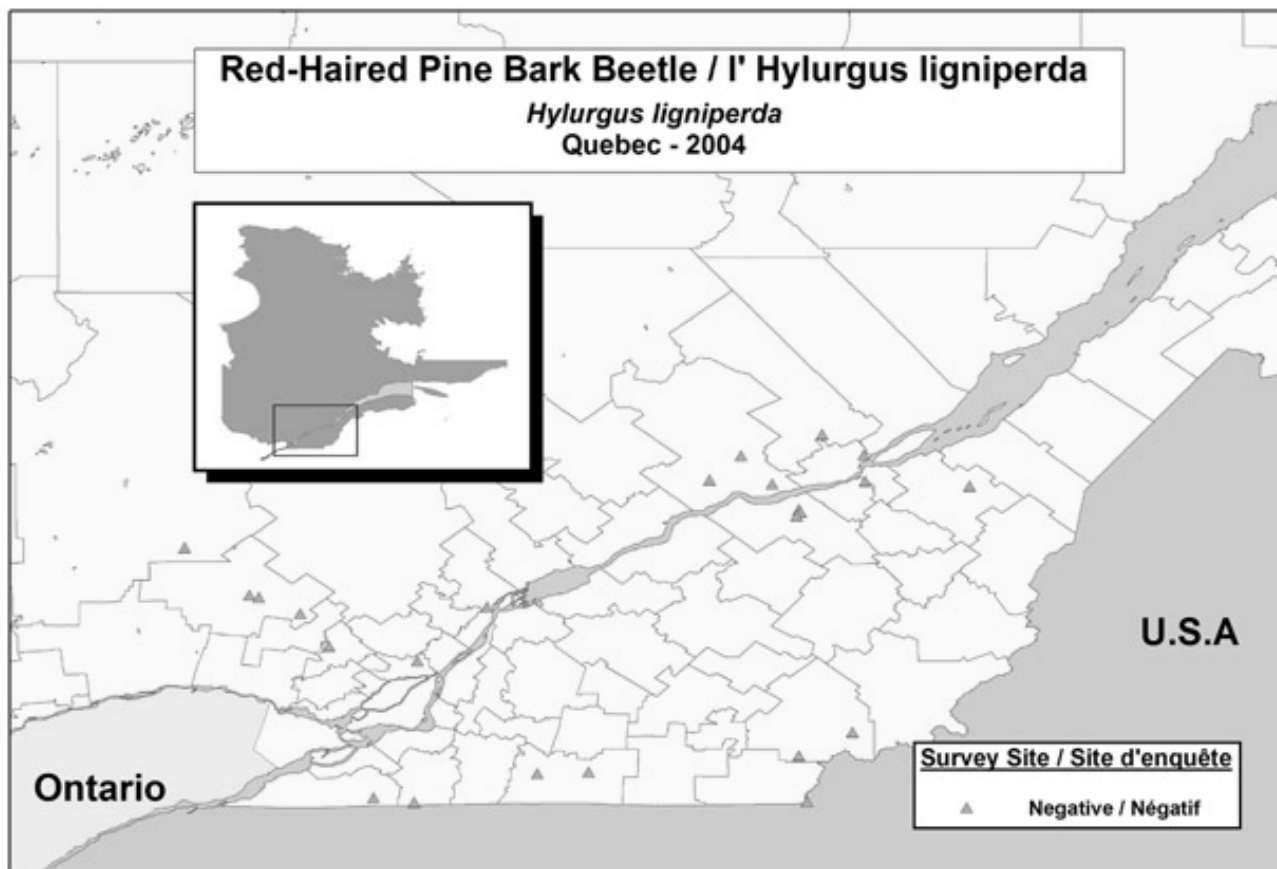 Red-Haired Pine Bark Beetle / l' Hylurgus ligniperda
Hylurgus ligniperda
Quebec - 2004
U.S.A
Ontario
Survey Site / Site d'enquête
Negative / Négatif